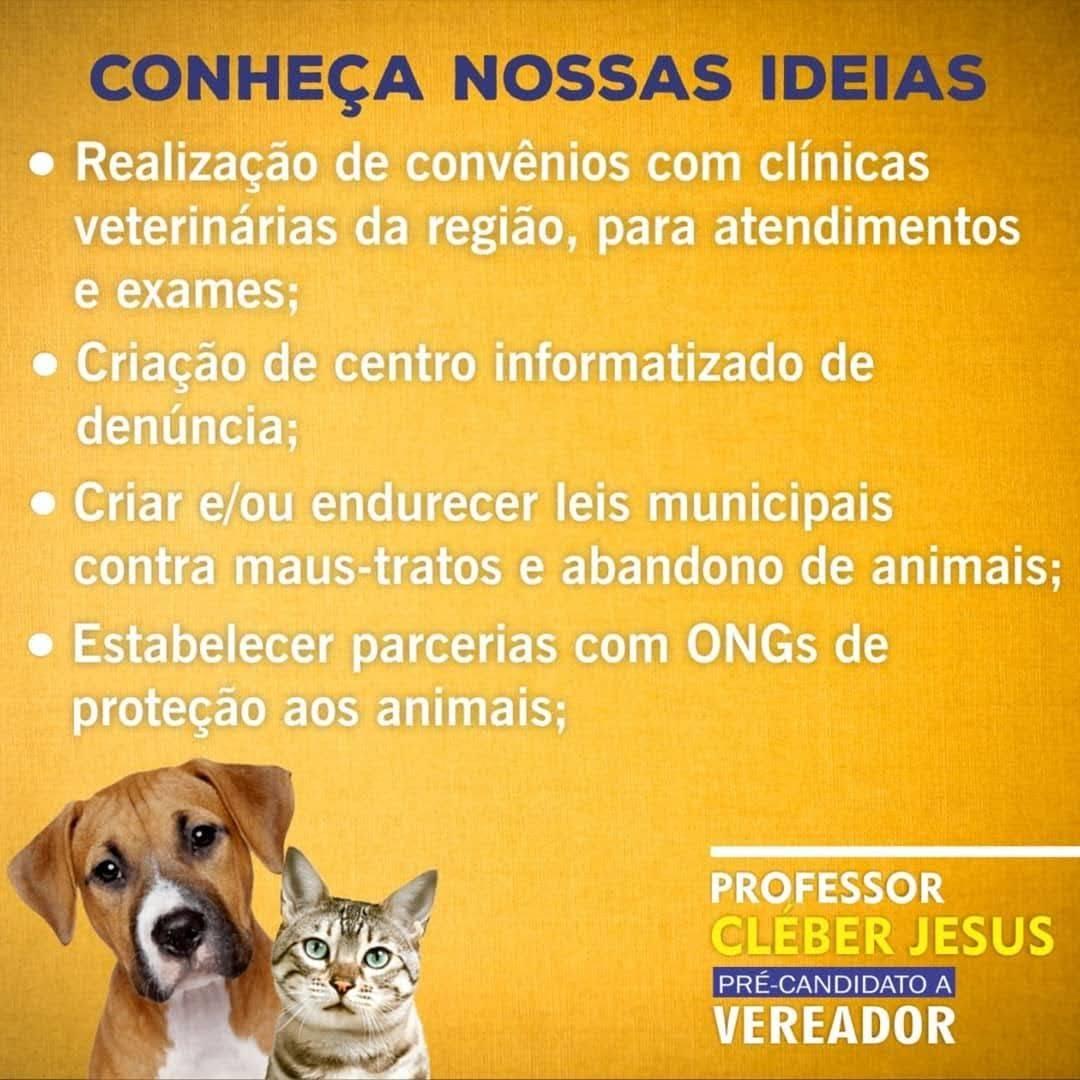 CONHEÇA NOSSAS IDEIAS
• Realização de convênios com clínicas
veterinárias da região, para atendimentos
e exames;
• Criação de centro informatizado de
denúncia;
• Criar e/ou endurecer leis municipais
contra maus-tratos e abandono de animais;
• Estabelecer parcerias com ONGs de
proteção aos animais;
PROFESSOR
CLÉBER JESUS
PRÉ-CANDIDATO A
VEREADOR